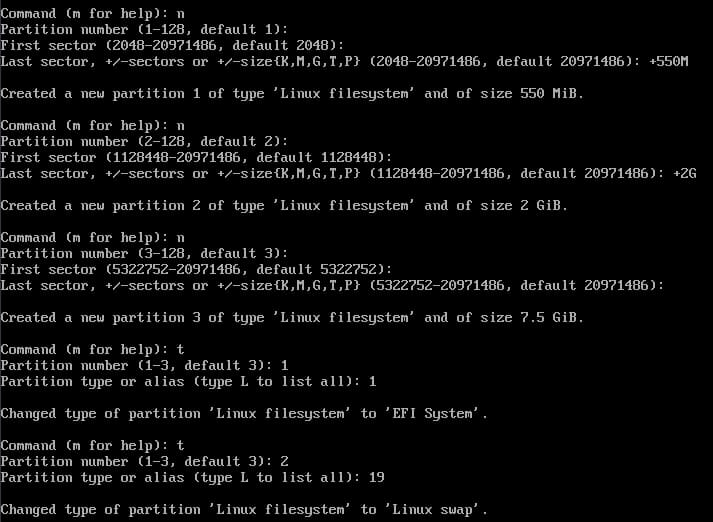 Command (m for help): n
Partition number (1-128, default 1):
First sector (2048-20971486, default 2048):
Last sector, +/-sectors or +/-size{K,M,G,T,P} (2048-20971486, default 20971486): +550M
Created a new partition 1 of type 'Linux filesystem' and of size 550 MiB.
Command (m for help): n
Partition number (2-128, default 2):
First sector (1128448-20971486, default 1128448):
Last sector, +/-sectors or +/-size{K,M,G,T,P} (1128448-20971486, default 20971486): +2G
Created a new partition 2 of type 'Linux filesystem' and of size 2 GiB.
Command (m for help): n
Partition number (3-128, default 3):
First sector (5322752-20971486, default 5322752):
Last sector, +/-sectors or +/-size{K,M,G,T,P} (5322752-20971486, default 20971486):
Created a new partition 3 of type 'Linux filesystem' and of size 7.5 GiB.
Command (m for help): t
Partition number (1-3, default 3): 1
Partition type or alias (type L to list all): 1
Changed type of partition 'Linux filesystem' to 'EFI System'.
Command (m for help): t
Partition number (1-3, default 3): 2
Partition type or alias (type L to list all): 19
Changed type of partition 'Linux filesystem' to 'Linux swap'.